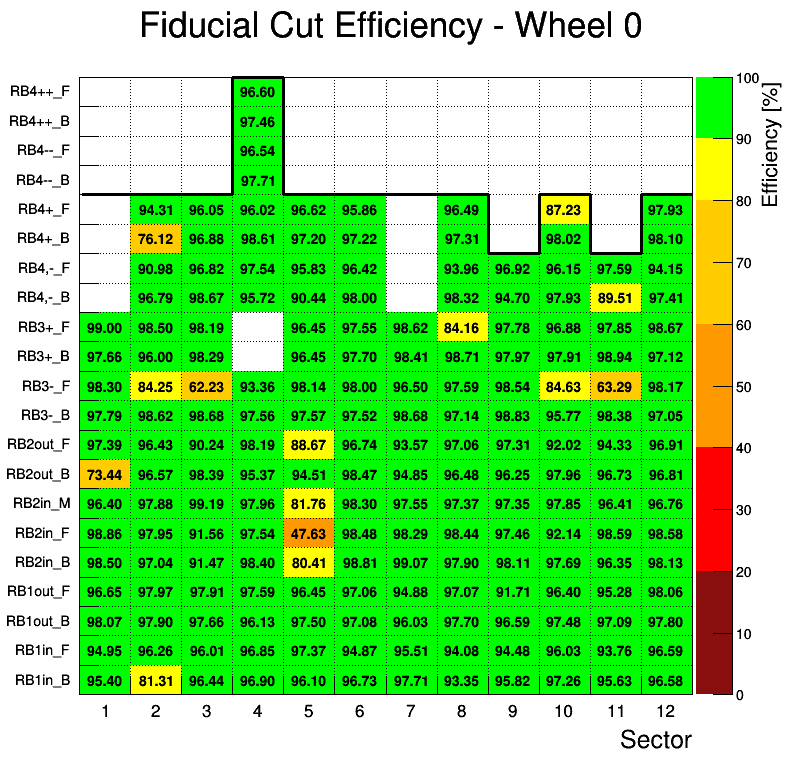 Fiducial Cut Efficiency - Wheel 0
RB4++_F 96.60
RB4++_B 97.46
RB4--_F 96.54
RB4--_B 97.71
RB4+_F 94.31 96.05 96.02 96.62 95.86 96.49 87.23 97.93
RB4+_B 76.12 96.88 98.61 97.20 97.22 97.31 98.02 98.10
RB4,-_F 90.98 96.82 97.54 95.83 96.42 93.96 96.92 96.15 97.59 94.15
RB4,-_B 96.79 98.67 95.72 90.44 98.00 98.32 94.70 97.93 89.51 97.41
RB3+_F 99.00 98.50 98.19 96.45 97.55 98.62 84.16 97.78 96.88 97.85 98.67
RB3+_B 97.66 96.00 98.29 96.45 97.70 98.41 98.71 97.97 97.91 98.94 97.12
RB3-_F 98.30 84.25 62.23 93.36 98.14 98.00 96.50 97.59 98.54 84.63 63.29 98.17
RB3-_B 97.79 98.62 98.68 97.56 97.57 97.52 98.68 97.14 98.83 95.77 98.38 97.05
RB2out_F 97.39 96.43 90.24 98.19 88.67 96.74 93.57 97.06 97.31 92.02 94.33 96.91
RB2out_B 73.44 96.57 98.39 95.37 94.51 98.47 94.85 96.48 96.25 97.96 96.73 96.81
RB2in_M 96.40 97.88 99.19 97.96 81.76 98.30 97.55 97.37 97.35 97.85 96.41 96.76
RB2in_F 98.86 97.95 91.56 97.54 47.63 98.48 98.29 98.44 97.46 92.14 98.59 98.58
RB2in_B 98.50 97.04 91.47 98.40 80.41 98.81 99.07 97.90 98.11 97.69 96.35 98.13
RB1out_F 96.65 97.97 97.91 97.59 96.45 97.06 94.88 97.07 91.71 96.40 95.28 98.06
RB1out_B 98.07 97.90 97.66 96.13 97.50 97.08 96.03 97.70 96.59 97.48 97.09 97.80
RB1in_F 94.95 96.26 96.01 96.85 97.37 94.87 95.51 94.08 94.48 96.03 93.76 96.59
RB1in_B 95.40 81.31 96.44 96.90 96.10 96.73 97.71 93.35 95.82 97.26 95.63 96.58
1 2 3 4 5 6 7 8 9 10 11 12
Sector
100
90
80
70
60
50
40
30
20
10
0
Efficiency [%]